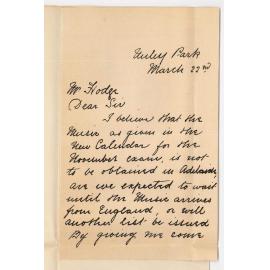 Unley Park
March 22nd
Mr Hodge
Dear Sir
I believe that the
Music as given in the
New Calendar for the
November exam, is not
to be obtained in Adelaide,
are we expected to wait
until the Music arrives
from England, or will
another list be issued
By giving me some